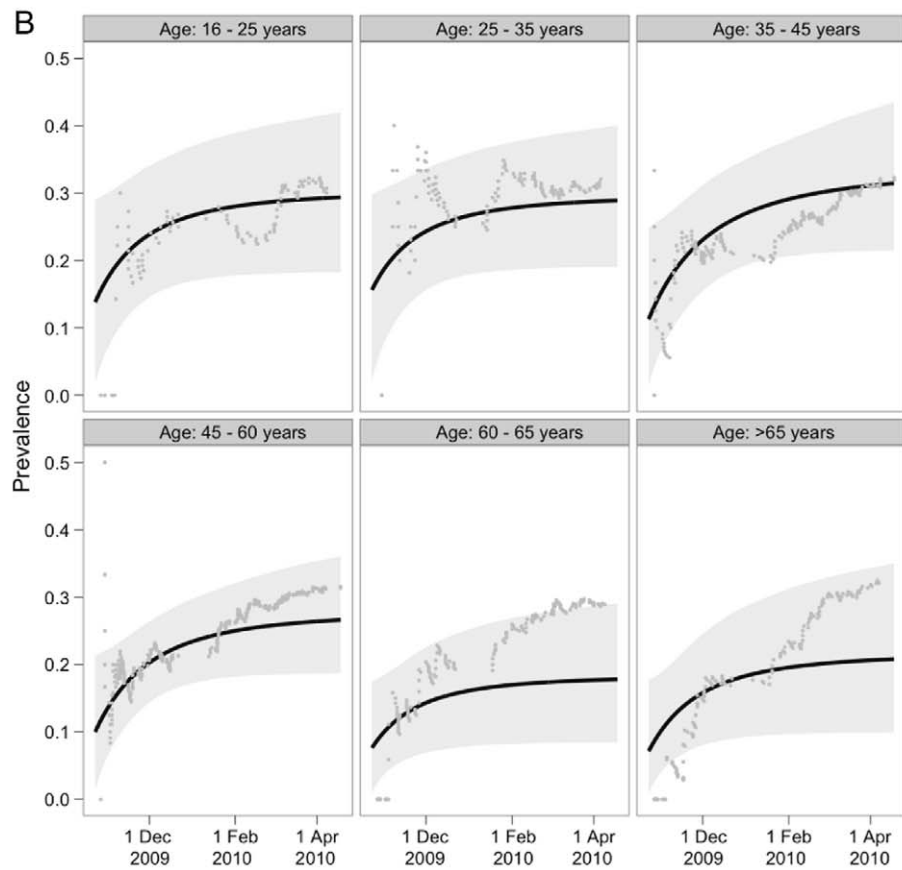 B
Age: 16 - 25 years
Age: 25 - 35 years
Age: 35 - 45 years
0.5
0.4
0.3
0.2
0.1
0.0
Prevalence
Age: 45 - 60 years
Age: 60 - 65 years
Age: >65 years
0.5
0.4
0.3
0.2
0.1
0.0
1 Dec 1 Feb 1 Apr 1 Dec 1 Feb 1 Apr 1 Dec 1 Feb 1 Apr
2009 2010 2010 2009 2010 2010 2009 2010 2010